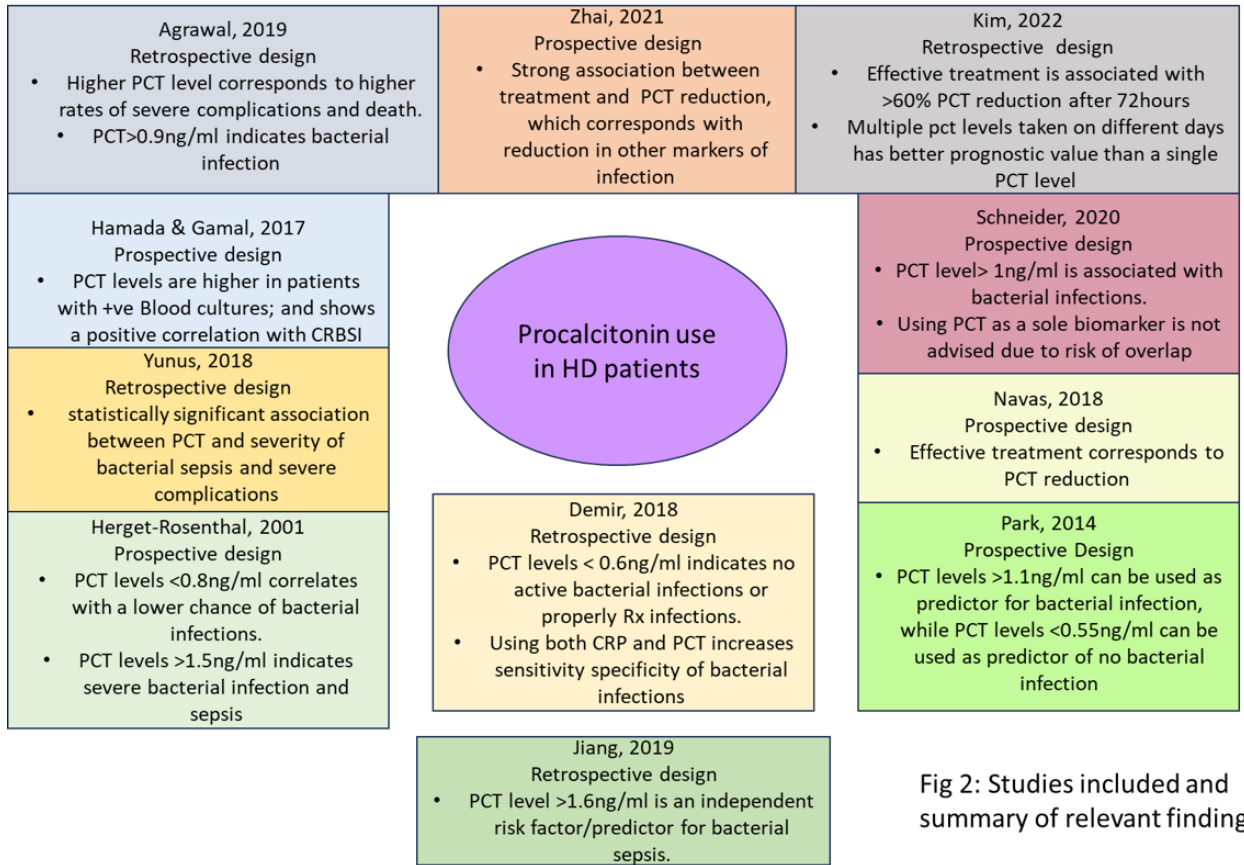 Agrawal, 2019
Retrospective design
• Higher PCT level corresponds to higher
rates of severe complications and death.
• PCT>0.9ng/ml indicates bacterial
infection
Zhai, 2021
Prospective design
• Strong association between
treatment and PCT reduction,
which corresponds with
reduction in other markers of
infection
Kim, 2022
Retrospective design
• Effective treatment is associated with
>60% PCT reduction after 72hours
• Multiple pct levels taken on different days
has better prognostic value than a single
PCT level
Hamada & Gamal, 2017
Prospective design
• PCT levels are higher in patients
with +ve Blood cultures; and shows
a positive correlation with CRBSI
Procalcitonin use
in HD patients
Schneider, 2020
Prospective design
• PCT level> 1ng/ml is associated with
bacterial infections.
• Using PCT as a sole biomarker is not
advised due to risk of overlap
Yunus, 2018
Retrospective design
• statistically significant association
between PCT and severity of
bacterial sepsis and severe
complications
Navas, 2018
Prospective design
• Effective treatment corresponds to
PCT reduction
Herget-Rosenthal, 2001
Prospective design
• PCT levels <0.8ng/ml correlates
with a lower chance of bacterial
infections.
• PCT levels >1.5ng/ml indicates
severe bacterial infection and
sepsis
Demir, 2018
Retrospective design
• PCT levels < 0.6ng/ml indicates no
active bacterial infections or
properly Rx infections.
• Using both CRP and PCT increases
sensitivity specificity of bacterial
infections
Park, 2014
Prospective Design
• PCT levels >1.1ng/ml can be used as
predictor for bacterial infection,
while PCT levels <0.55ng/ml can be
used as predictor of no bacterial
infection
Jiang, 2019
Retrospective design
• PCT level >1.6ng/ml is an independent
risk factor/predictor for bacterial
sepsis.
Fig 2: Studies included and
summary of relevant finding